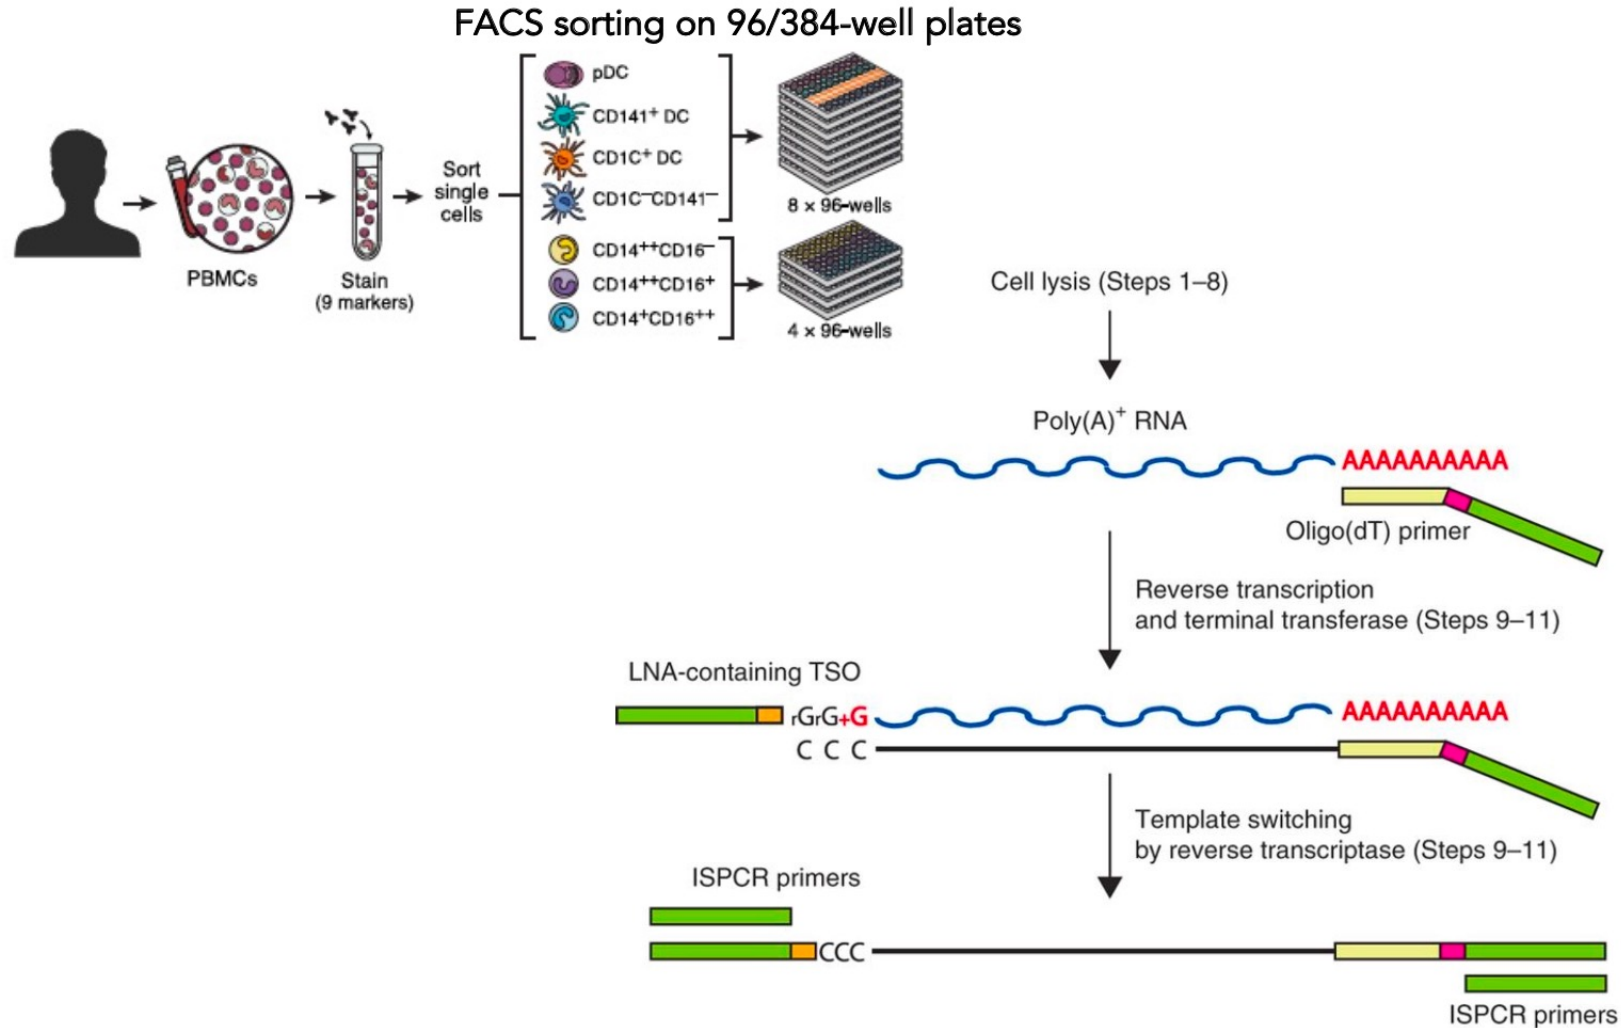 FACS sorting on 96/384-well plates
PBMCs
Stain
(9 markers)
Sort
single
cells
pDC
CD141⁺ DC
CD1C⁺ DC
CD1C⁻CD141⁻
CD14⁺⁺CD16⁻
CD14⁺⁺CD16⁺
CD14⁺CD16⁺⁺
8 × 96-wells
4 × 96-wells
Cell lysis (Steps 1–8)
Poly(A)⁺ RNA
AAAAAAAAAA
Oligo(dT) primer
Reverse transcription
and terminal transferase (Steps 9–11)
LNA-containing TSO
rGrG+G
AAAAAAAAAA
C C C
Template switching
by reverse transcriptase (Steps 9–11)
ISPCR primers
CCC
ISPCR primers